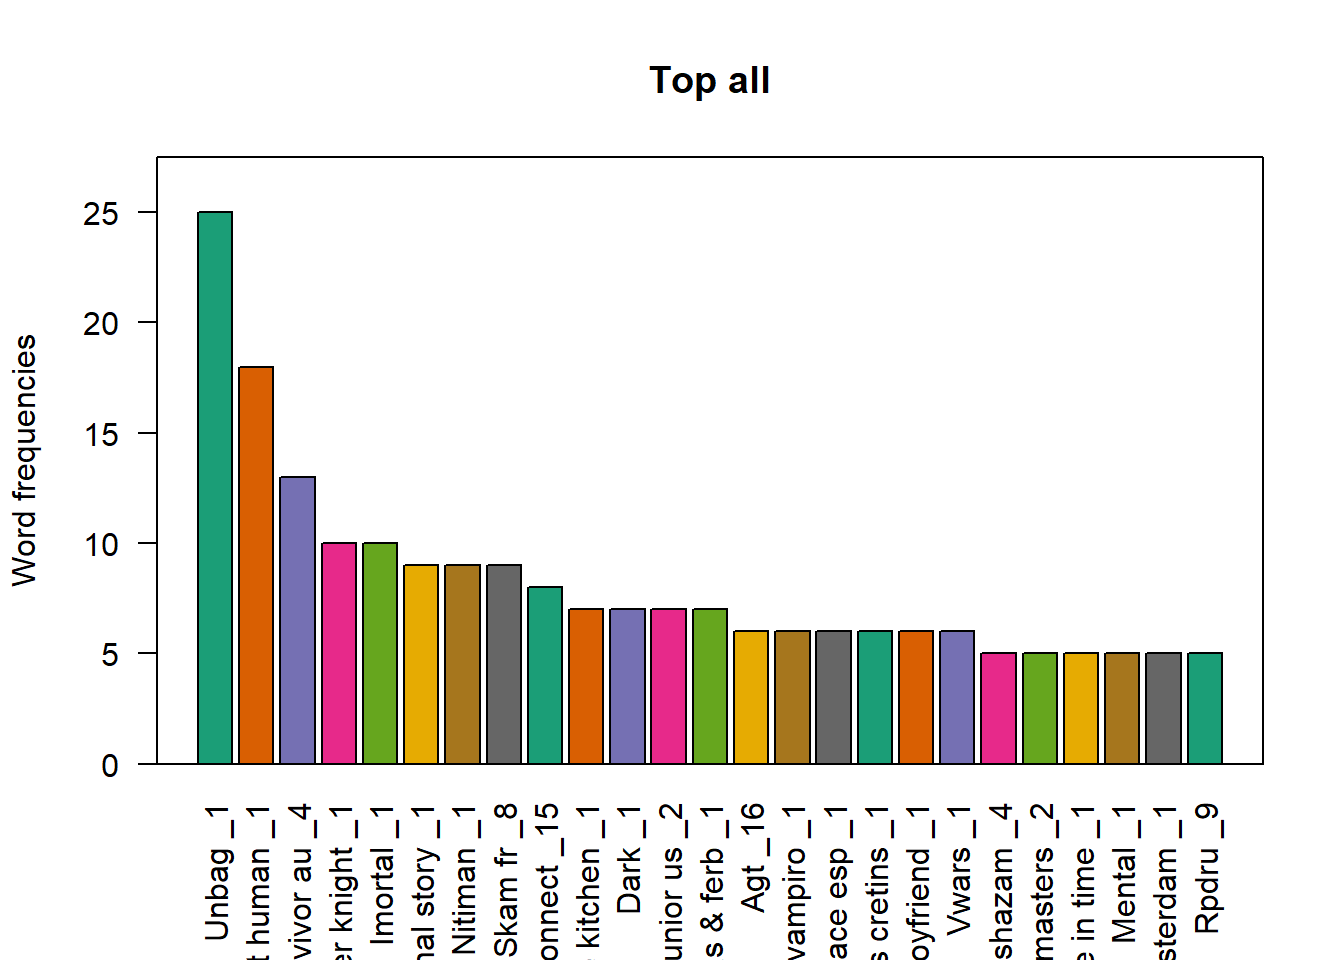 Top all
Word frequencies
25
20
15
10
5
0
Unbag _1
t human _1
vivor au _4
er knight _1
Imortal _1
nal story _1
Nitiman _1
Skam fr _8
onnect _15
kitchen _1
Dark _1
unior us _2
s & ferb _1
Agt _16
vampiro _1
ace esp _1
s cretins _1
oyfriend _1
Vwars _1
shazam _4
masters _2
e in time _1
Mental _1
sterdam _1
Rpdru _9